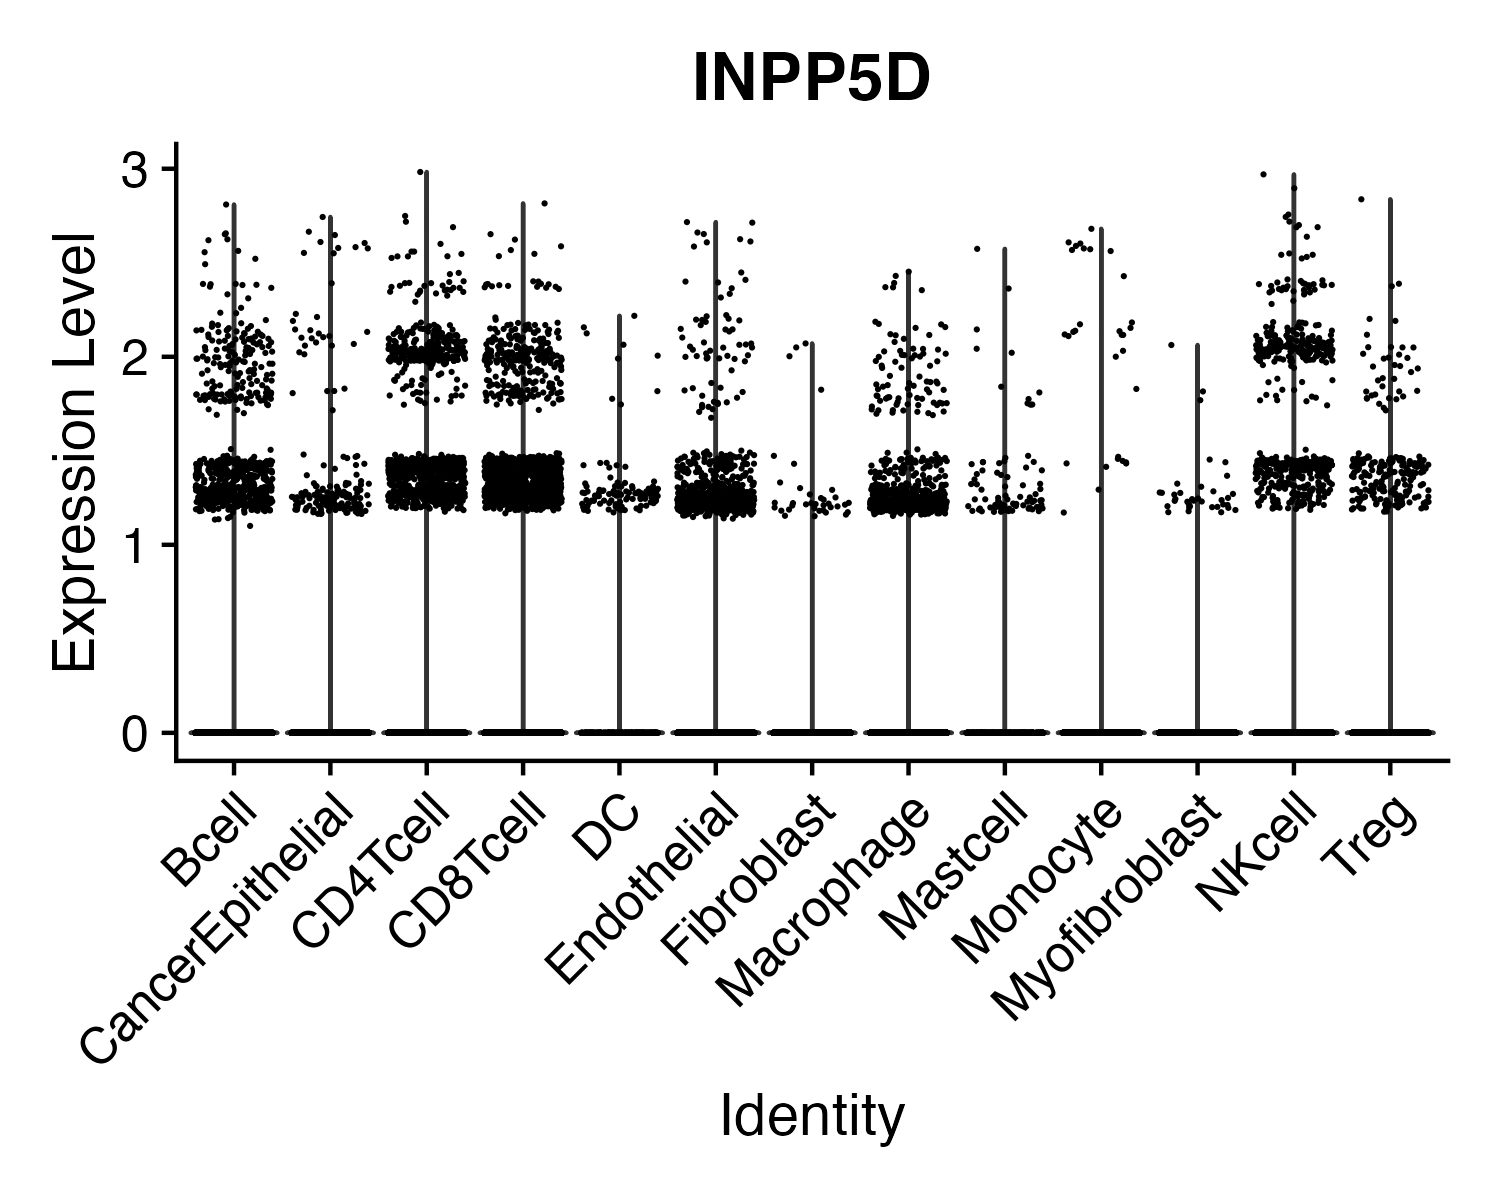 INPP5D
Expression Level
3
2
1
0
Bcell
CancerEpithelial
CD4Tcell
CD8Tcell
DC
Endothelial
Fibroblast
Macrophage
Mastcell
Monocyte
Myofibroblast
NKcell
Treg
Identity